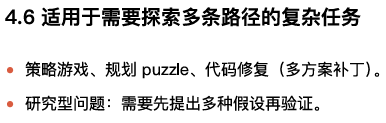 4.6 适用于需要探索多条路径的复杂任务
• 策略游戏、规划 puzzle、代码修复（多方案补丁）。
• 研究型问题：需要先提出多种假设再验证。